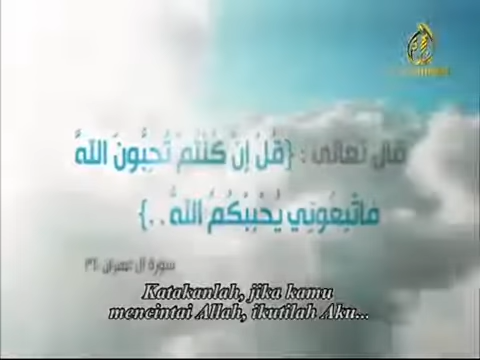 قال تعالى : {قُلْ إِنْ كُنْتُمْ تُحِبُّونَ اللَّهَ
فَاتَّبِعُونِي يُحْبِبْكُمُ اللَّهُ ..}
سورة آل عمران ٣١
Katakanlah, jika kamu
mencintai Allah, ikutilah Aku...